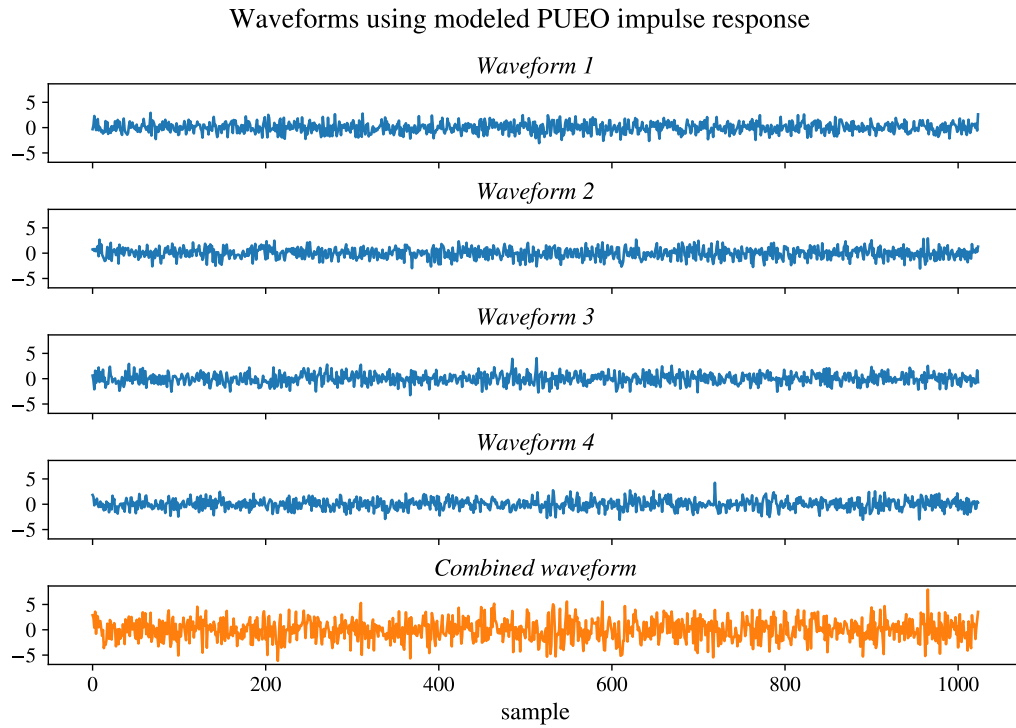 Waveforms using modeled PUEO impulse response
Waveform 1
5
0
−5
Waveform 2
5
0
−5
Waveform 3
5
0
−5
Waveform 4
5
0
−5
Combined waveform
5
0
−5
0 200 400 600 800 1000
sample